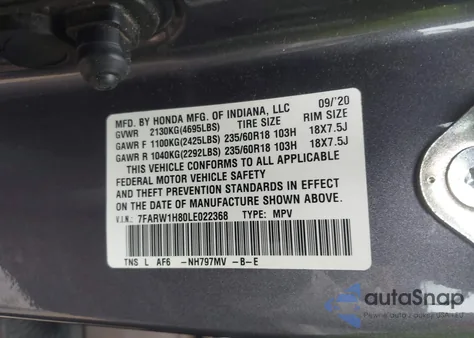 MFD. BY HONDA MFG. OF INDIANA, LLC 09/'20
GVWR 2130KG(4695LBS) TIRE SIZE RIM SIZE
GAWR F 1100KG(2425LBS) 235/60R18 103H 18X7.5J
GAWR R 1040KG(2292LBS) 235/60R18 103H 18X7.5J
THIS VEHICLE CONFORMS TO ALL APPLICABLE
FEDERAL MOTOR VEHICLE SAFETY
AND THEFT PREVENTION STANDARDS IN EFFECT
ON THE DATE OF MANUFACTURE SHOWN ABOVE.
V.I.N.: 7FARW1H80LE022368 TYPE: MPV
TNS L AF6 -NH797MV -B-E
autoSnap